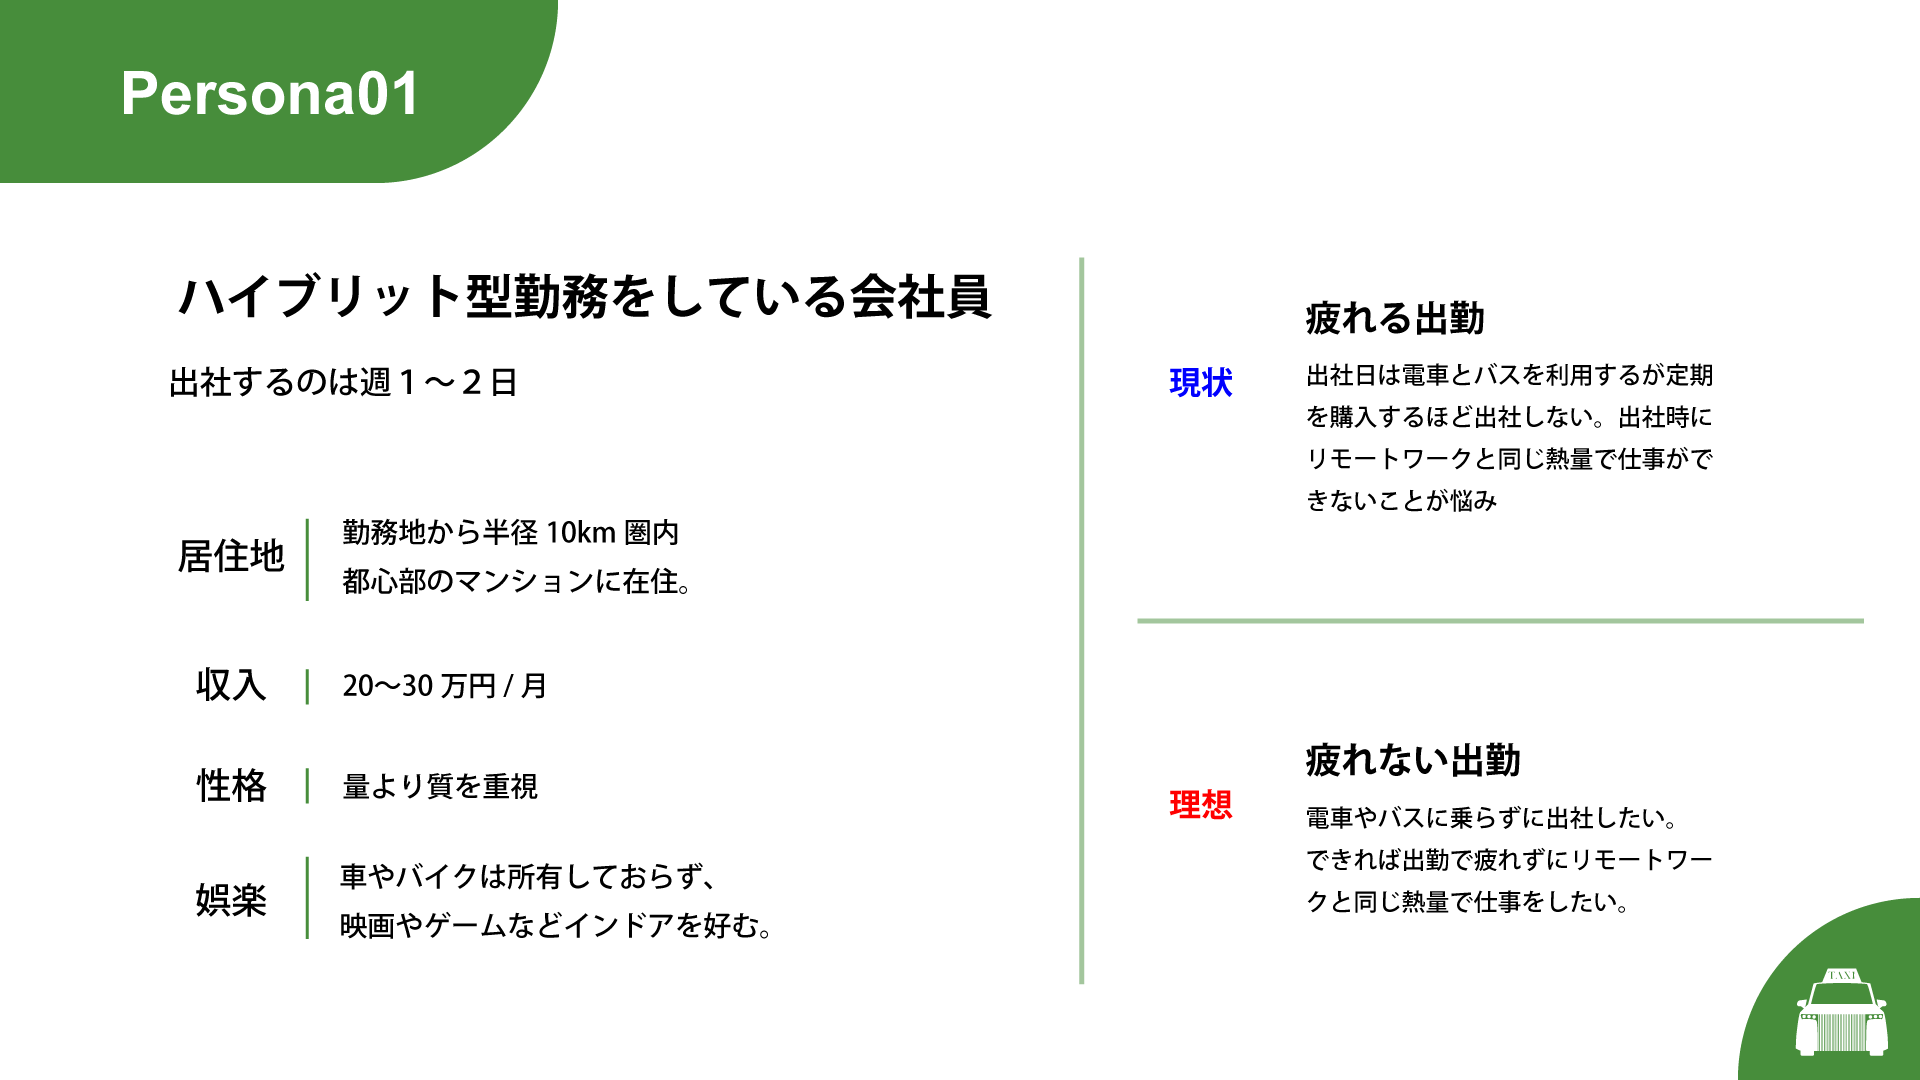 Persona01
ハイブリット型勤務をしている会社員
出社するのは週1～2日
居住地
勤務地から半径10km圏内
都心部のマンションに在住。
収入
20～30万円/月
性格
量より質を重視
娯楽
車やバイクは所有しておらず、
映画やゲームなどインドアを好む。
現状
疲れる出勤
出社日は電車とバスを利用するが定期
を購入するほど出社しない。出社時に
リモートワークと同じ熱量で仕事がで
きないことが悩み
理想
疲れない出勤
電車やバスに乗らずに出社したい。
できれば出勤で疲れずにリモートワー
クと同じ熱量で仕事をしたい。
TAXI